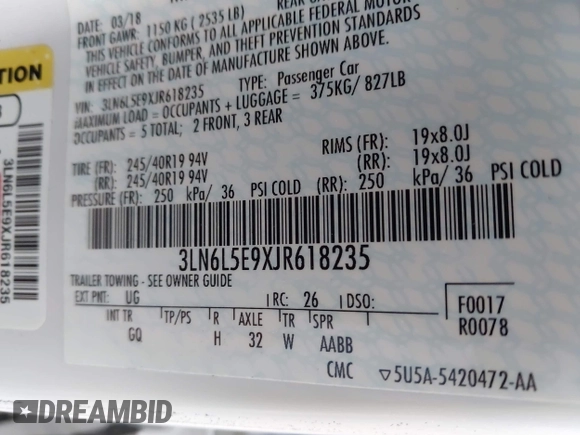 DATE: 03/18
FRONT GAWR: 1150 KG ( 2535 LB)
THIS VEHICLE CONFORMS TO ALL APPLICABLE FEDERAL MOTOR
VEHICLE SAFETY, BUMPER, AND THEFT PREVENTION STANDARDS
IN EFFECT ON THE DATE OF MANUFACTURE SHOWN ABOVE
VIN: 3LN6L5E9XJR618235 TYPE: Passenger Car
MAXIMUM LOAD = OCCUPANTS + LUGGAGE = 375KG/ 827LB
OCCUPANTS = 5 TOTAL; 2 FRONT, 3 REAR
TIRE (FR): 245/40R19 94V RIMS (FR): 19x8.0J
(RR): 245/40R19 94V (RR): 19x8.0J
PRESSURE (FR): 250 kPa/ 36 PSI COLD (RR): 250 kPa/ 36 PSI COLD
3LN6L5E9XJR618235
TRAILER TOWING - SEE OWNER GUIDE
EXT PNT: UG RC: 26 DSO: F0017
R0078
INT TR TP/PS R AXLE TR SPR
GQ H 32 W AABB
CMC ▽5U5A-5420472-AA
TION
3LN6L5E9XJR618235
DREAMBID